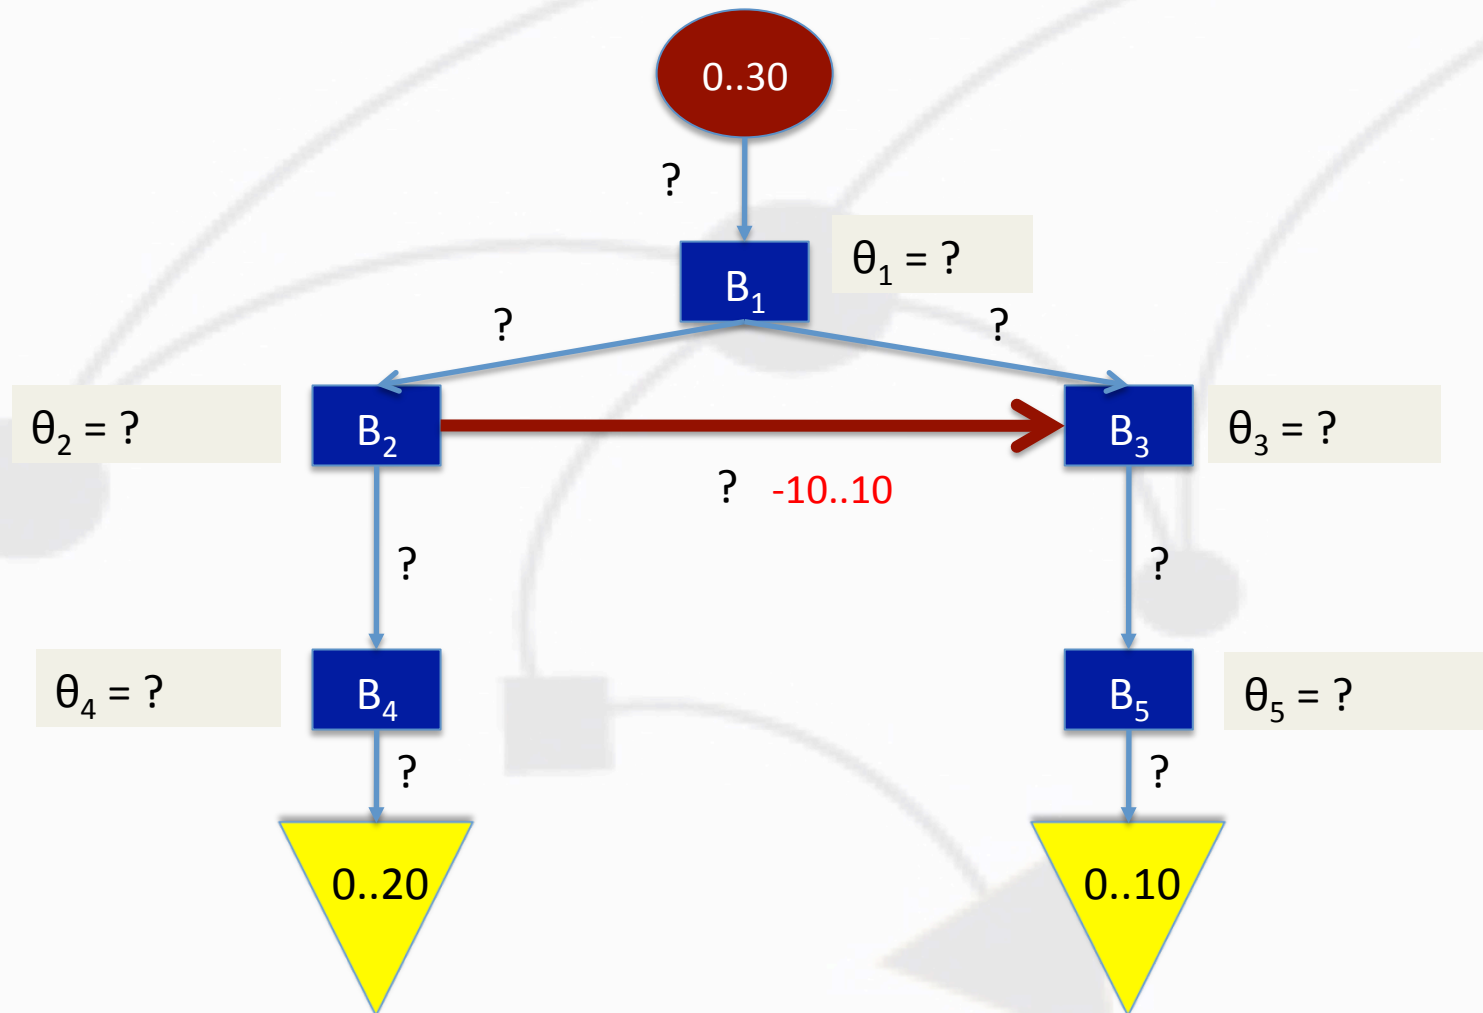 0..30
?
B₁
θ₁ = ?
?
?
θ₂ = ?
B₂
B₃
θ₃ = ?
? -10..10
?
?
θ₄ = ?
B₄
B₅
θ₅ = ?
?
?
0..20
0..10